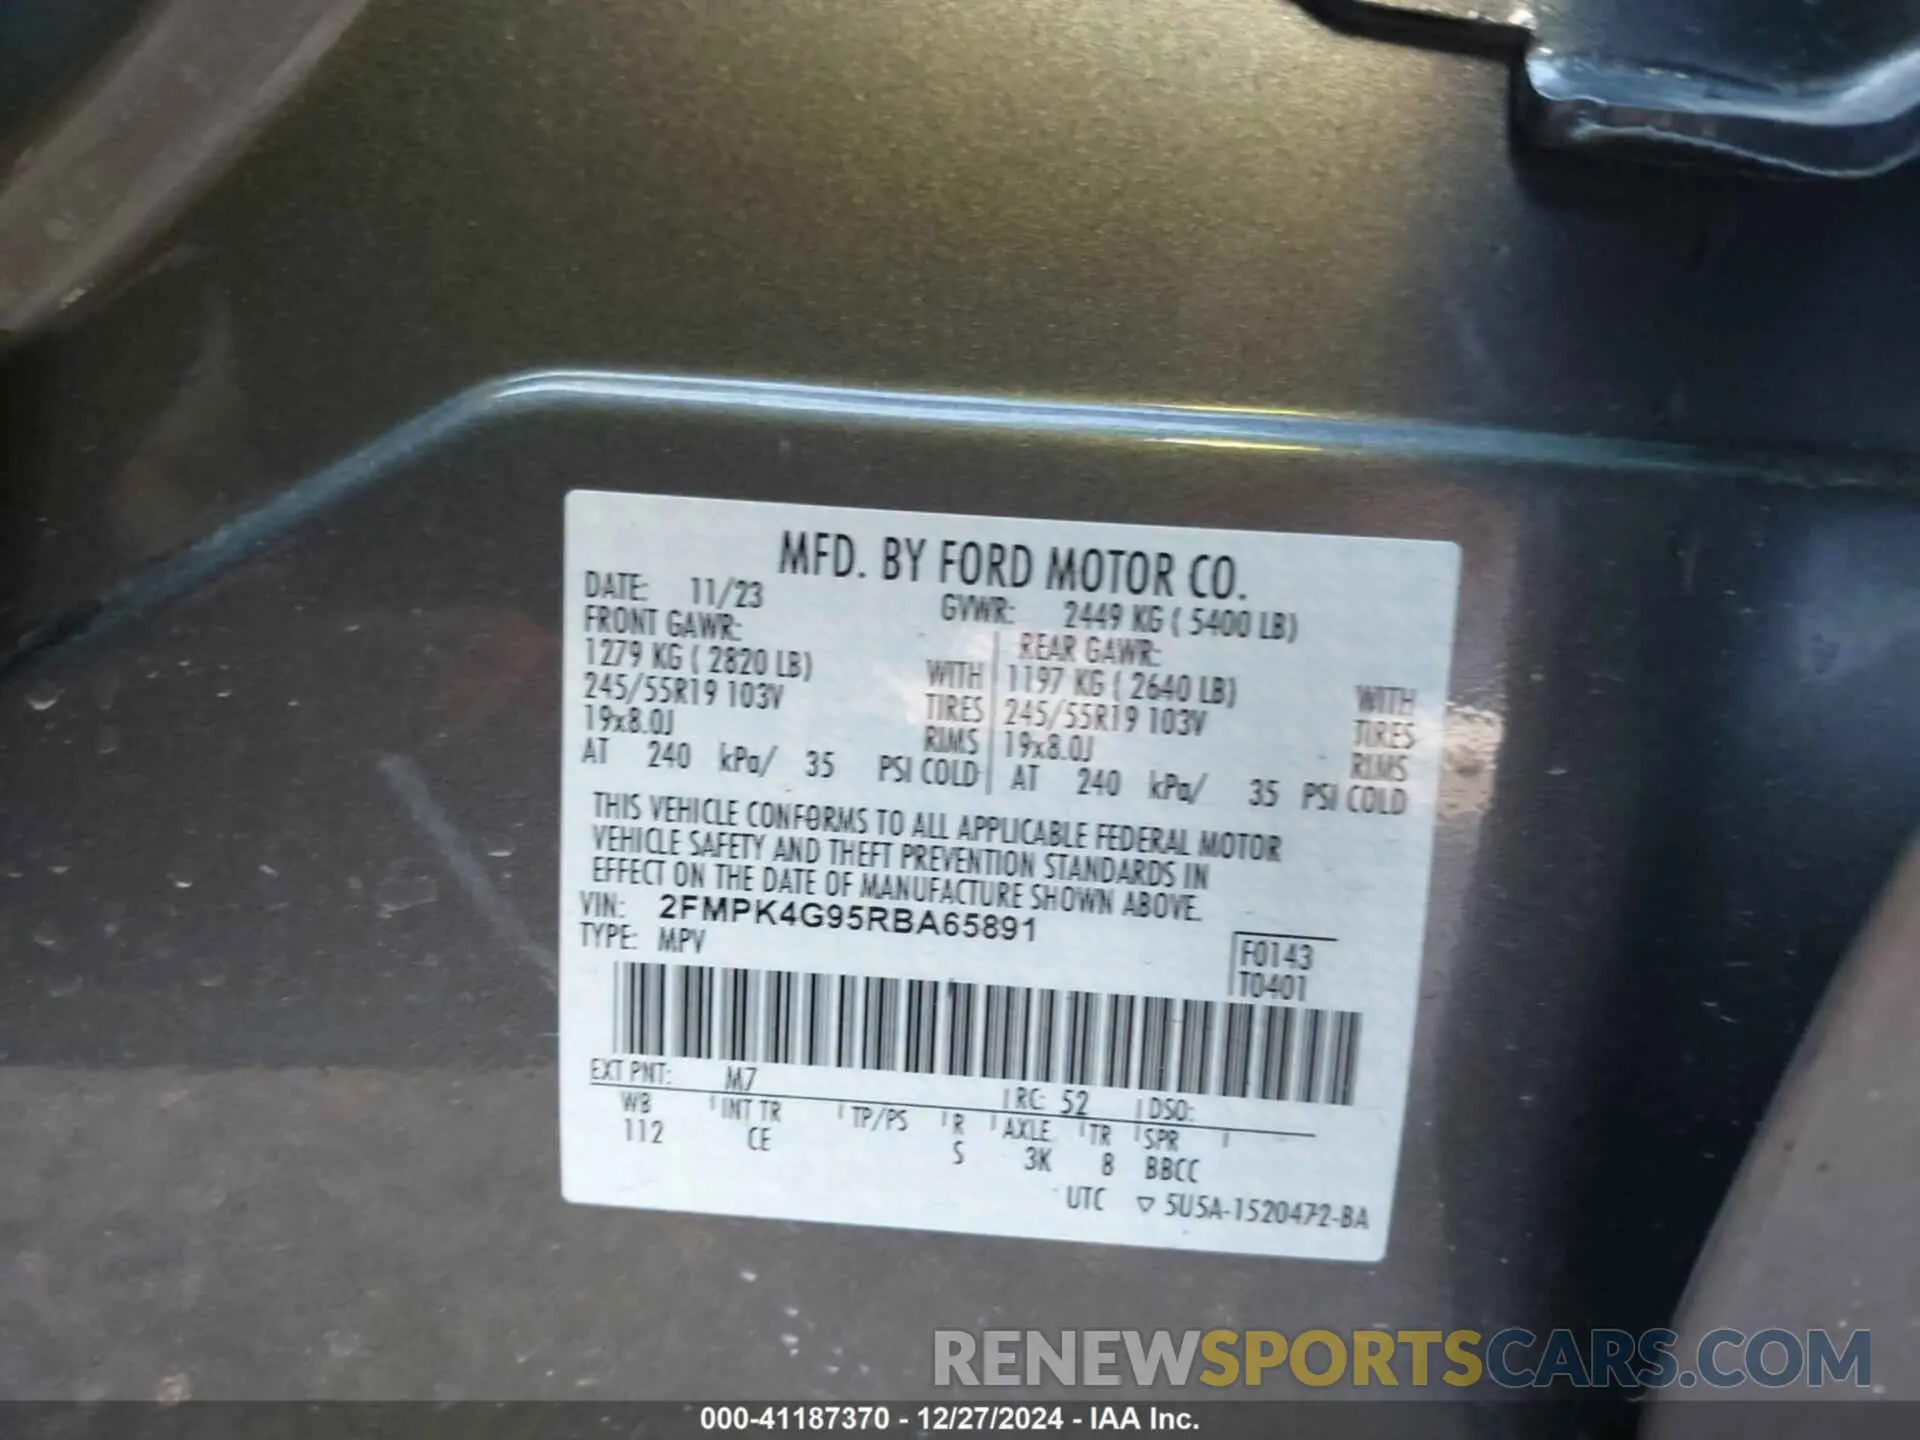 MFD. BY FORD MOTOR CO.
DATE: 11/23 GVWR: 2449 KG ( 5400 LB)
FRONT GAWR: REAR GAWR:
1279 KG ( 2820 LB) WITH 1197 KG ( 2640 LB) WITH
245/55R19 103V TIRES 245/55R19 103V TIRES
19x8.0J RIMS 19x8.0J RIMS
AT 240 kPa/ 35 PSI COLD AT 240 kPa/ 35 PSI COLD
THIS VEHICLE CONFORMS TO ALL APPLICABLE FEDERAL MOTOR
VEHICLE SAFETY AND THEFT PREVENTION STANDARDS IN
EFFECT ON THE DATE OF MANUFACTURE SHOWN ABOVE.
VIN: 2FMPK4G95RBA65891
TYPE: MPV
F0143
T0401
EXT PNT: M7 RC: 52 DSO:
WB INT TR TP/PS R AXLE TR SPR
112 CE S 3K 8 BBCC
UTC ▽ 5U5A-1520472-BA
RENEWSPORTSCARS.COM
000-41187370 - 12/27/2024 - IAA Inc.